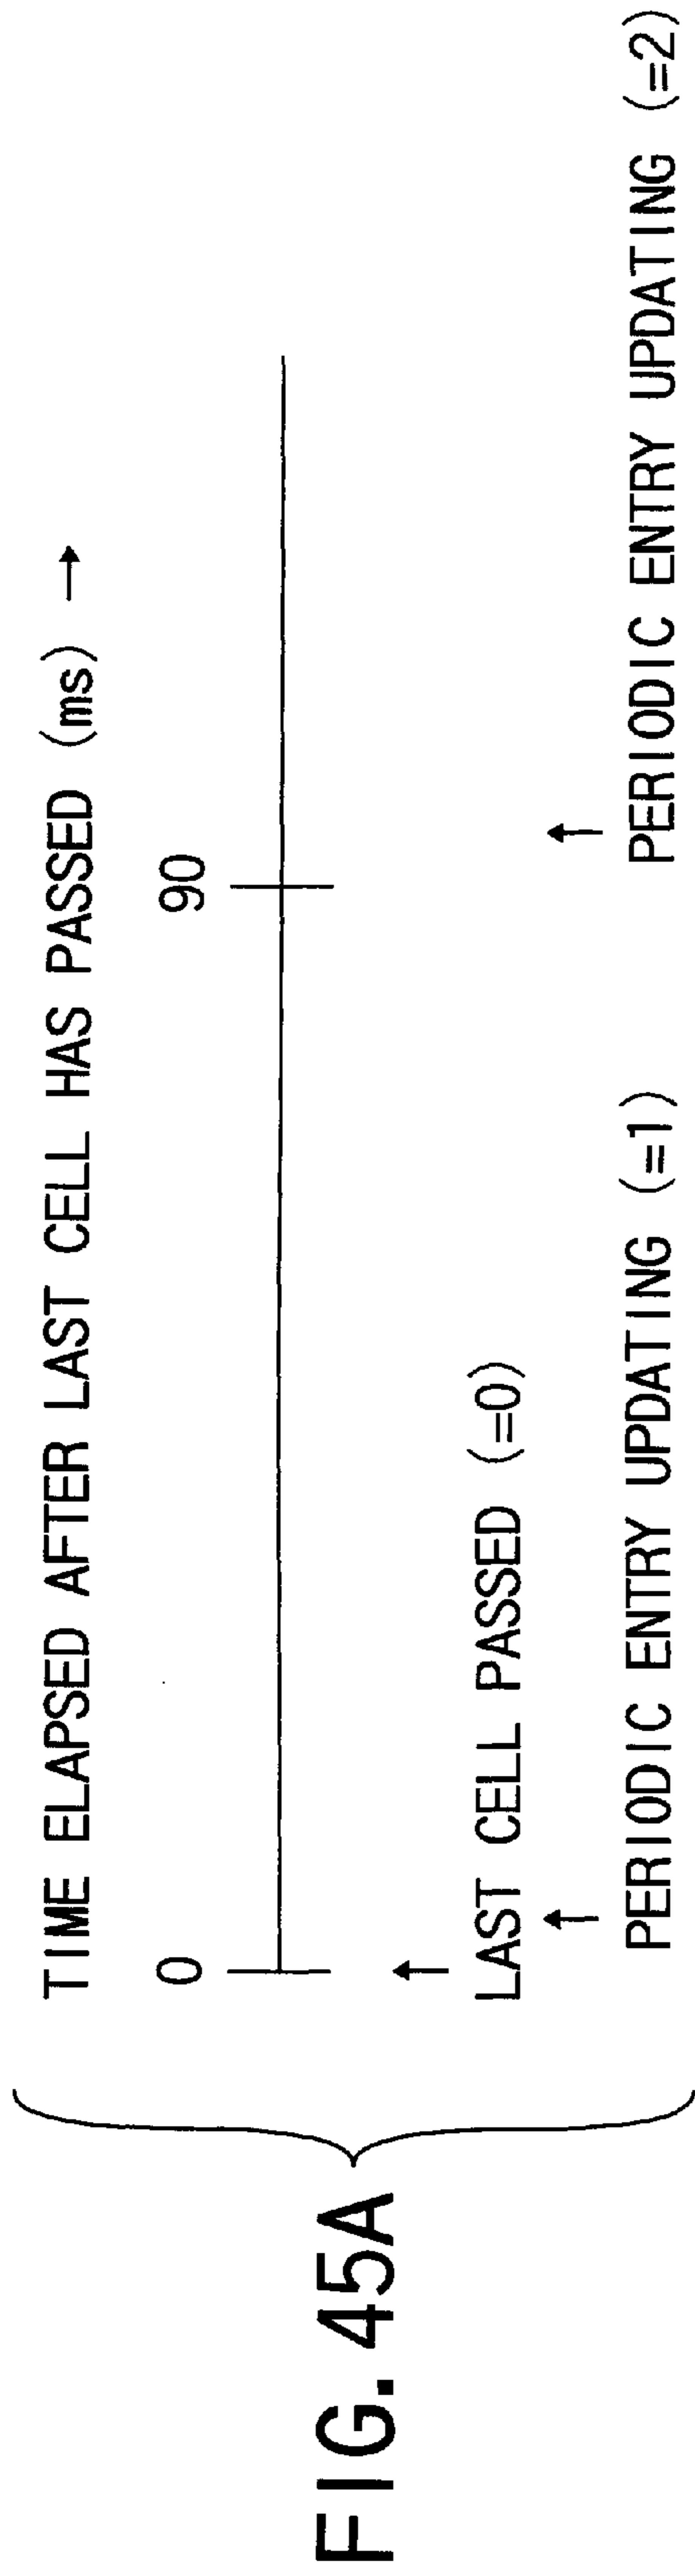 FIG. 45A
TIME ELAPSED AFTER LAST CELL HAS PASSED (ms) →
0
90
LAST CELL PASSED (=0)
PERIODIC ENTRY UPDATING (=1)
PERIODIC ENTRY UPDATING (=2)